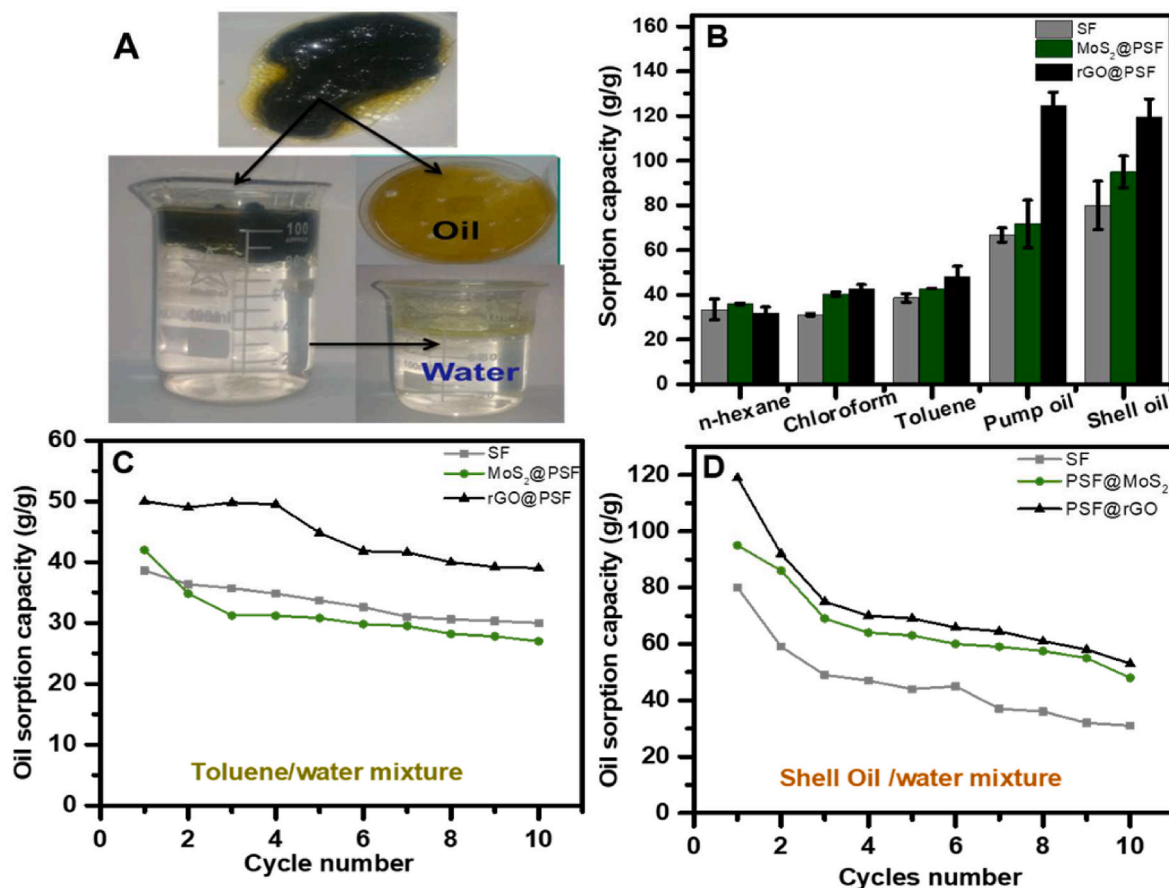 A
Oil
100
Water
B
SF
MoS₂@PSF
rGO@PSF
Sorption capacity (g/g)
160
140
120
100
80
60
40
20
0
n-hexane Chloroform Toluene Pump oil Shell oil
C
SF
MoS₂@PSF
rGO@PSF
Oil sorption capacity (g/g)
60
50
40
30
20
10
0
Toluene/water mixture
0 2 4 6 8 10
Cycle number
D
SF
PSF@MoS₂
PSF@rGO
Oil sorption capacity (g/g)
120
100
80
60
40
20
0
Shell Oil /water mixture
0 2 4 6 8 10
Cycles number